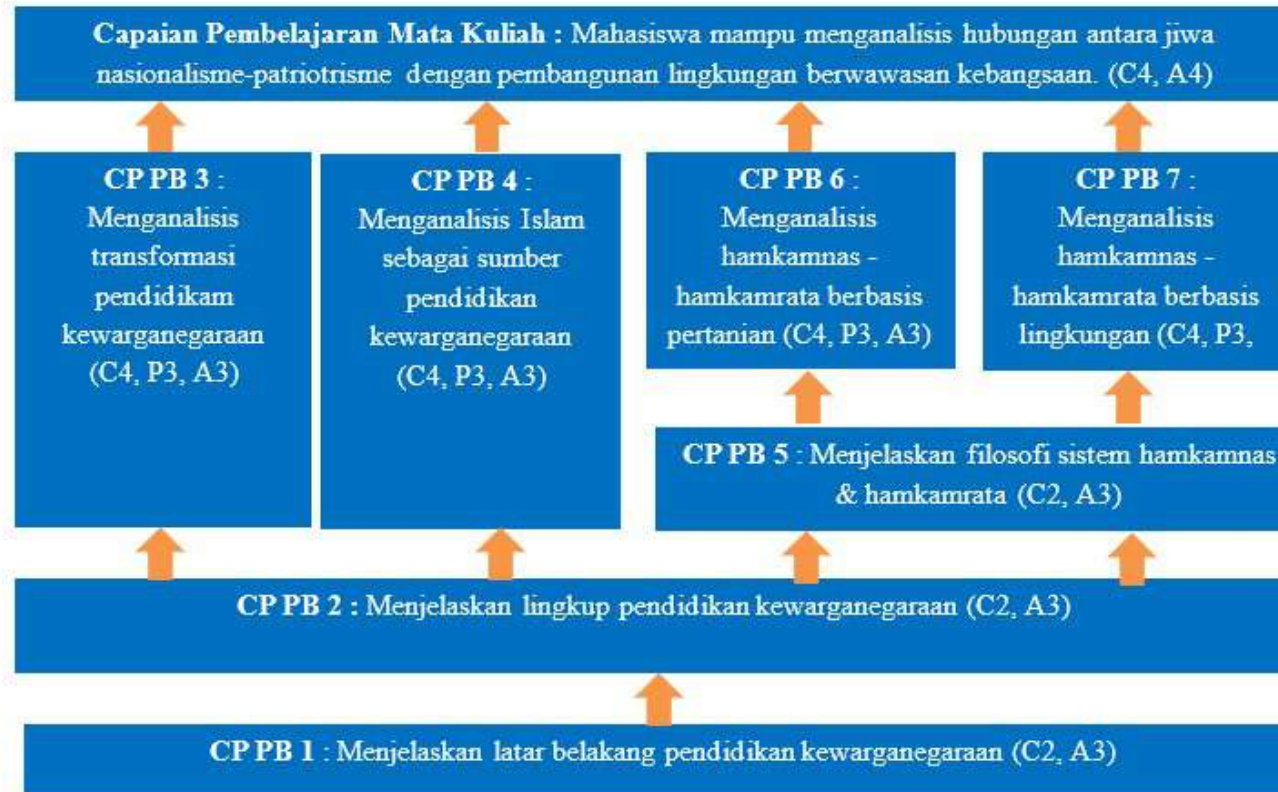 Capaian Pembelajaran Mata Kuliah : Mahasiswa mampu menganalisis hubungan antara jiwa
nasionalisme-patriotrisme dengan pembangunan lingkungan berwawasan kebangsaan. (C4, A4)
CP PB 3 :
Menganalisis
transformasi
pendidikam
kewarganegaraan
(C4, P3, A3)
CP PB 4 :
Menganalisis Islam
sebagai sumber
pendidikan
kewarganegaraan
(C4, P3, A3)
CP PB 6 :
Menganalisis
hamkamnas -
hamkamrata berbasis
pertanian (C4, P3, A3)
CP PB 7 :
Menganalisis
hamkamnas -
hamkamrata berbasis
lingkungan (C4, P3,
CP PB 5 : Menjelaskan filosofi sistem hamkamnas
& hamkamrata (C2, A3)
CP PB 2 : Menjelaskan lingkup pendidikan kewarganegaraan (C2, A3)
CP PB 1 : Menjelaskan latar belakang pendidikan kewarganegaraan (C2, A3)